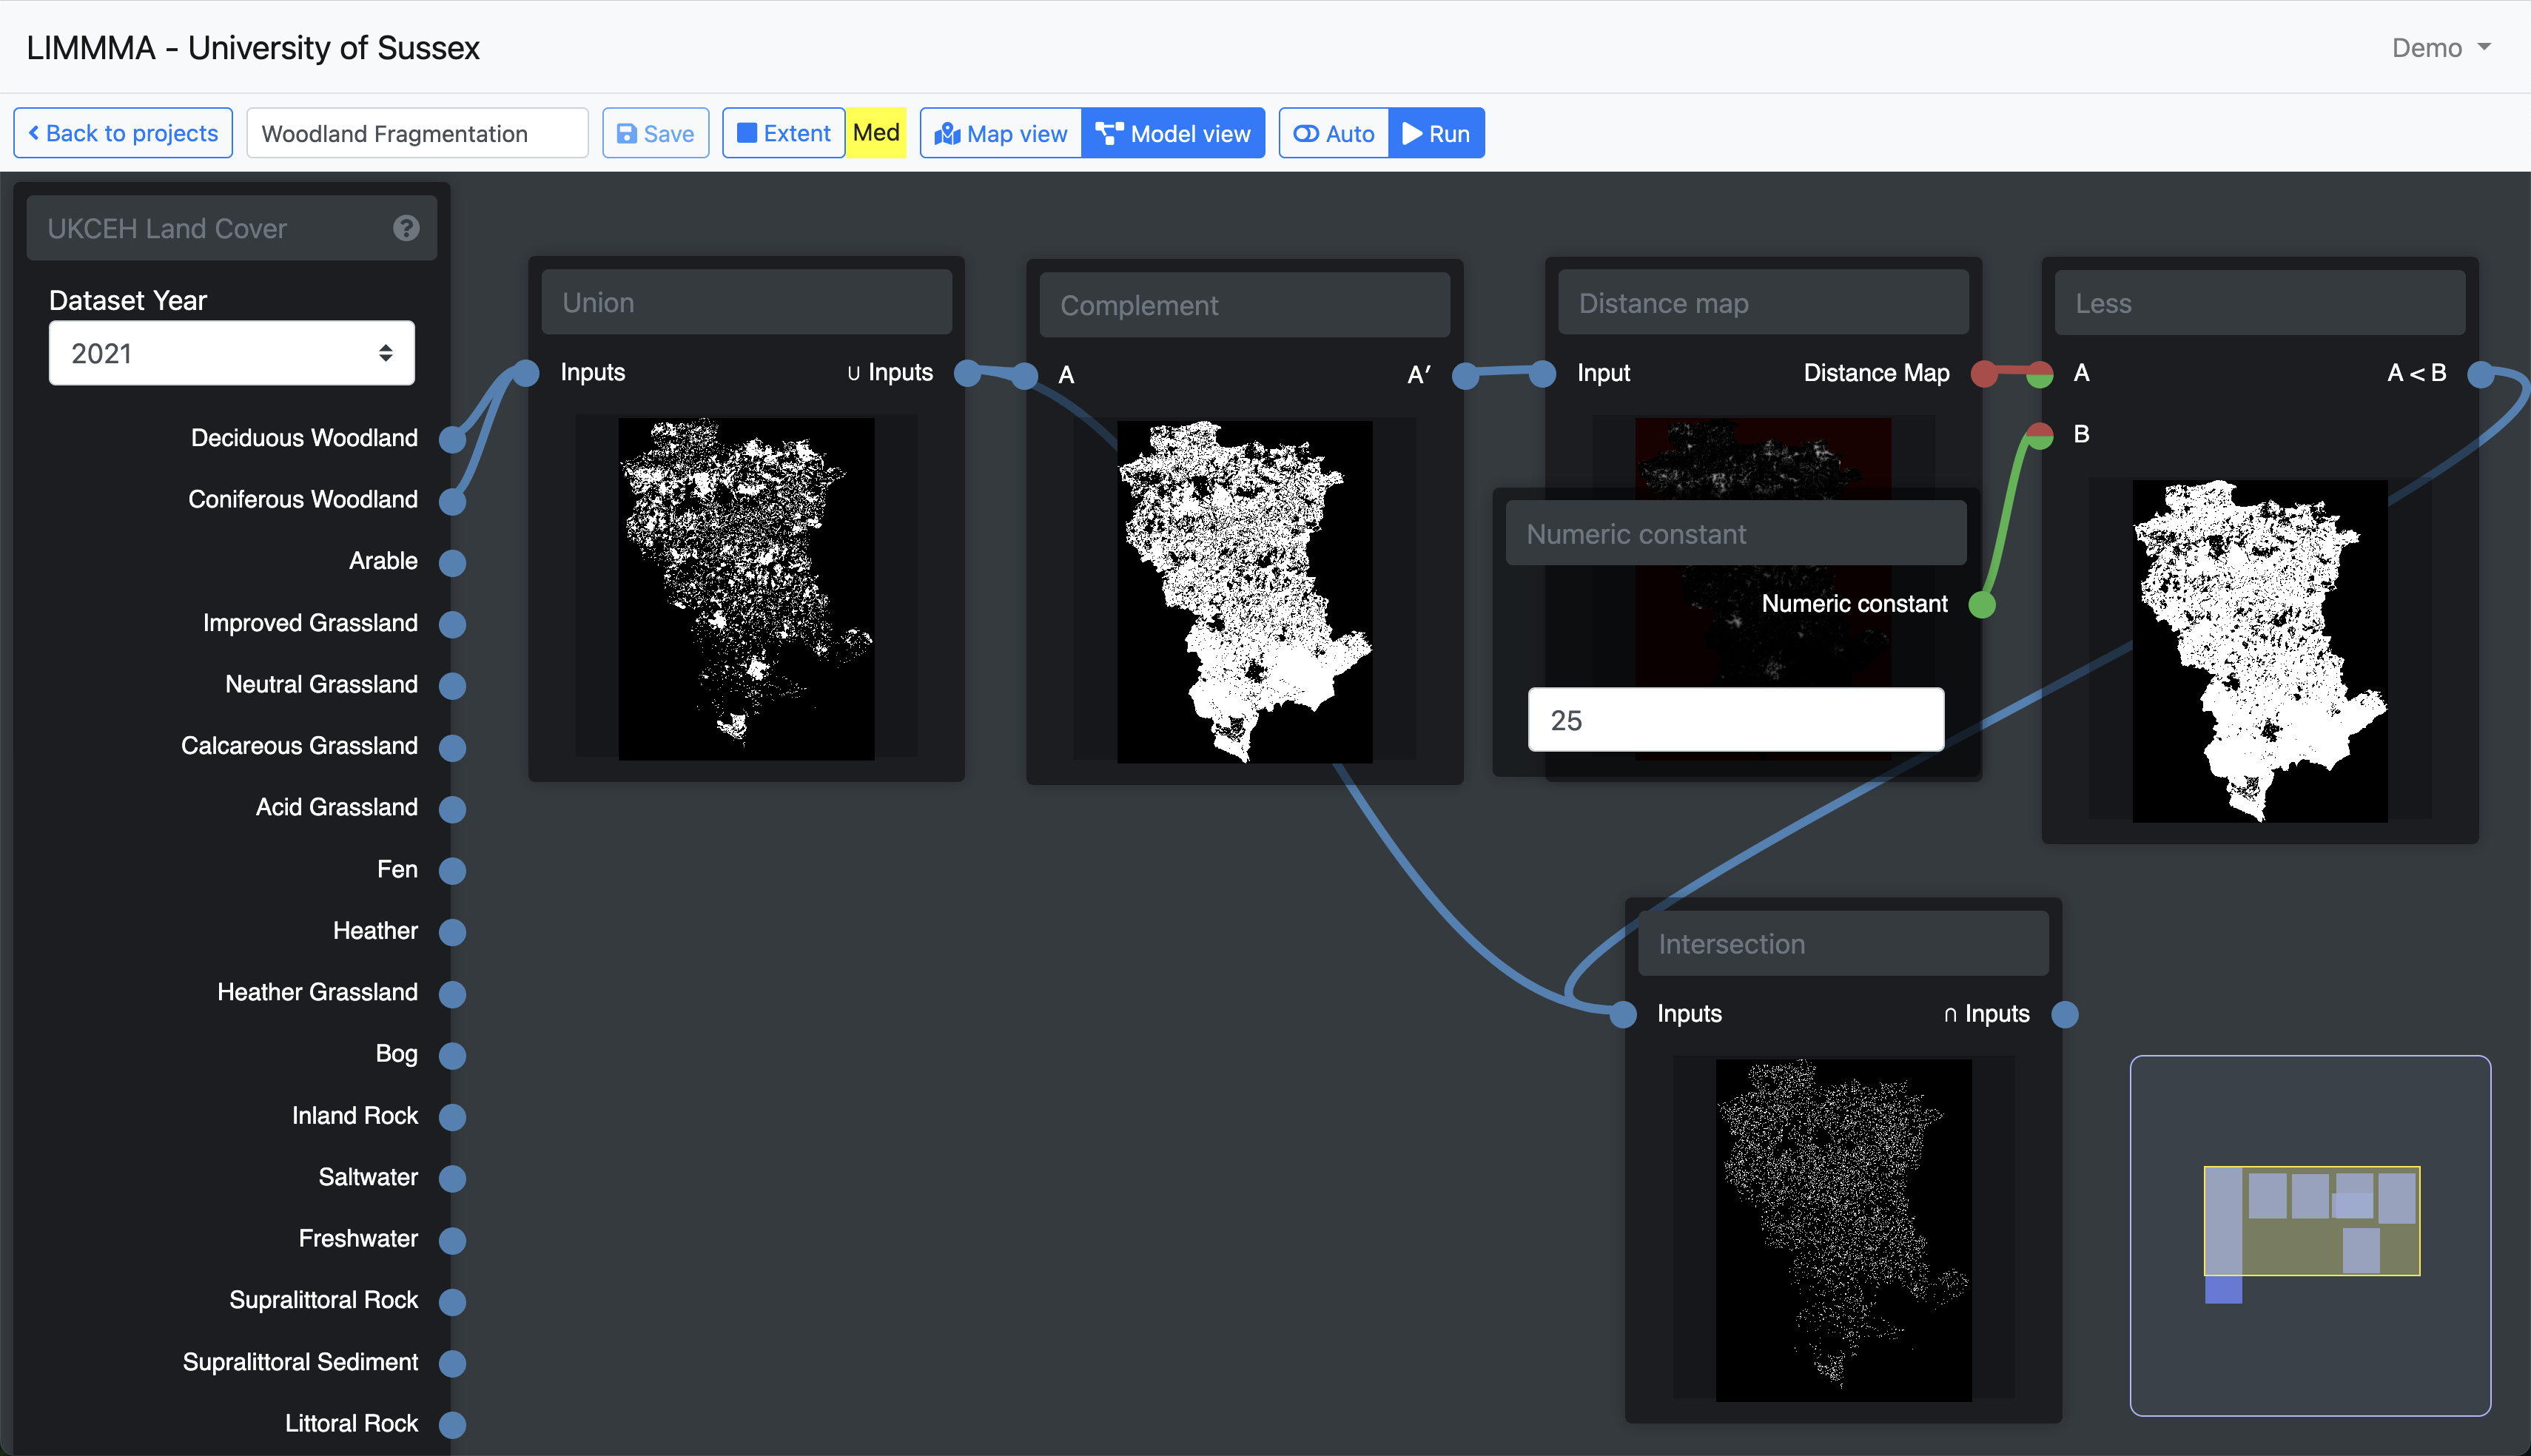 LIMMMA - University of Sussex
Demo
Back to projects
Woodland Fragmentation
Save
Extent
Med
Map view
Model view
Auto
Run
UKCEH Land Cover
Dataset Year
2021
Deciduous Woodland
Coniferous Woodland
Arable
Improved Grassland
Neutral Grassland
Calcareous Grassland
Acid Grassland
Fen
Heather
Heather Grassland
Bog
Inland Rock
Saltwater
Freshwater
Supralittoral Rock
Supralittoral Sediment
Littoral Rock
Union
Inputs
∪ Inputs
Complement
A
A′
Distance map
Input
Distance Map
Numeric constant
Numeric constant
25
Less
A
A < B
B
Intersection
Inputs
∩ Inputs